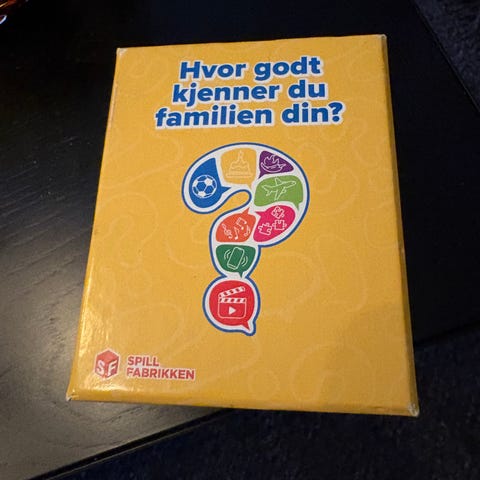 Hvor godt
kjenner du
familien din?
S F
SPILL
FABRIKKEN